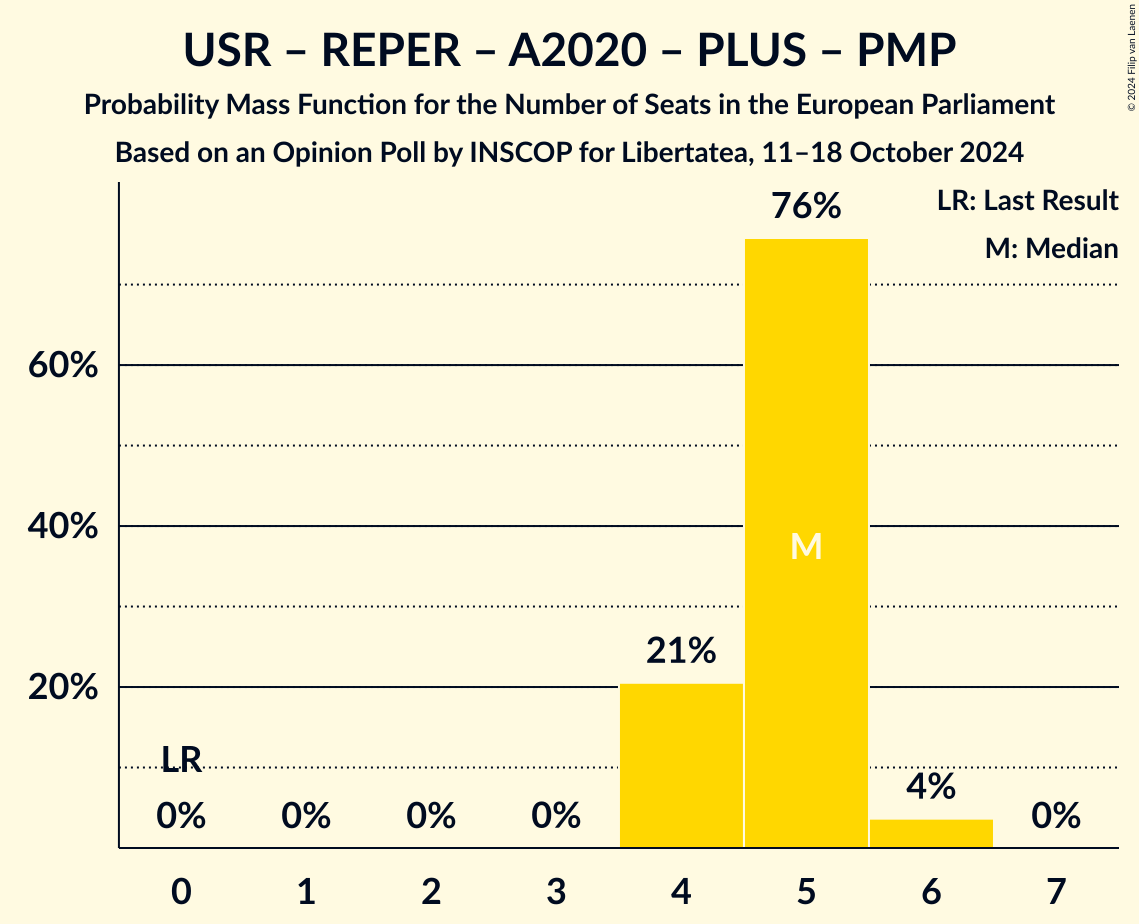 USR – REPER – A2020 – PLUS – PMP
Probability Mass Function for the Number of Seats in the European Parliament
Based on an Opinion Poll by INSCOP for Libertatea, 11–18 October 2024
© 2024 Filip van Laenen
LR: Last Result
M: Median
76%
60%
40%
M
21%
20%
LR
4%
0% 0% 0% 0% 0%
0 1 2 3 4 5 6 7